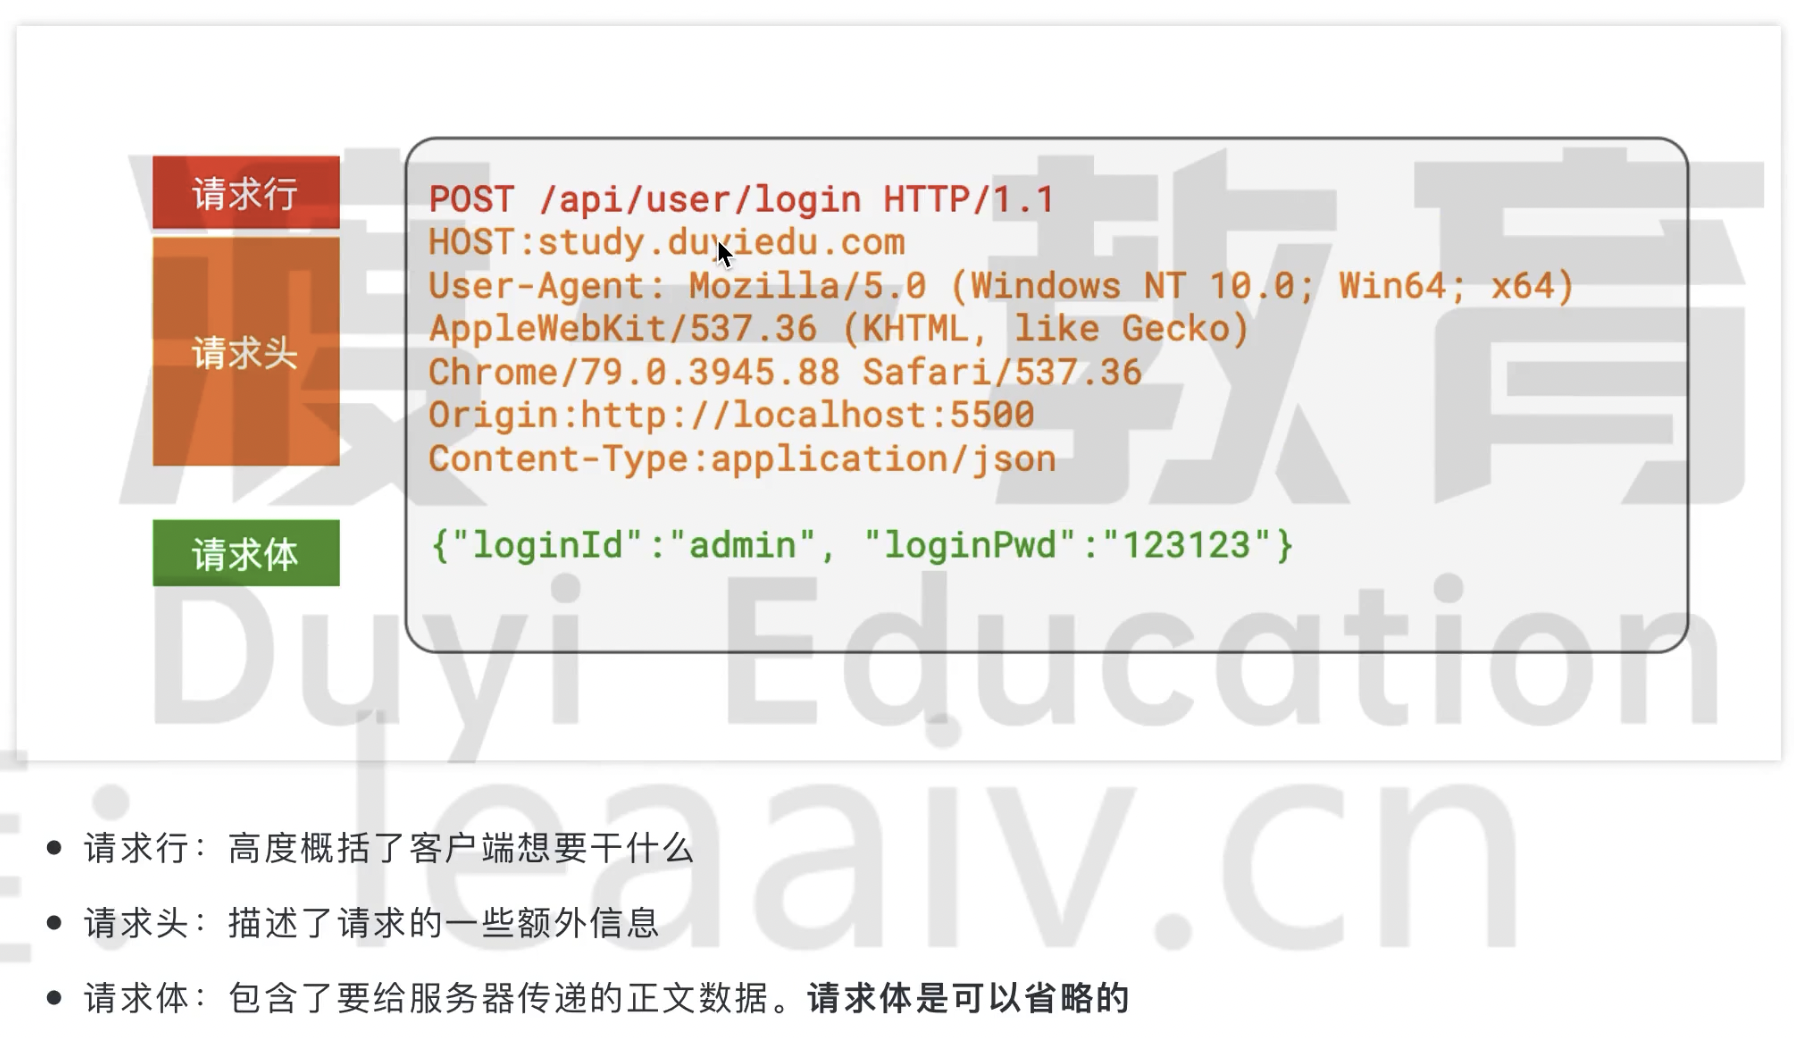 请求行
POST /api/user/login HTTP/1.1
HOST:study.duyiedu.com
请求头
User-Agent: Mozilla/5.0 (Windows NT 10.0; Win64; x64)
AppleWebKit/537.36 (KHTML, like Gecko)
Chrome/79.0.3945.88 Safari/537.36
Origin:http://localhost:5500
Content-Type:application/json
请求体
{"loginId":"admin", "loginPwd":"123123"}
渡一教育
Duyi Education
leaaiv.cn
请求行：高度概括了客户端想要干什么
请求头：描述了请求的一些额外信息
请求体：包含了要给服务器传递的正文数据。请求体是可以省略的